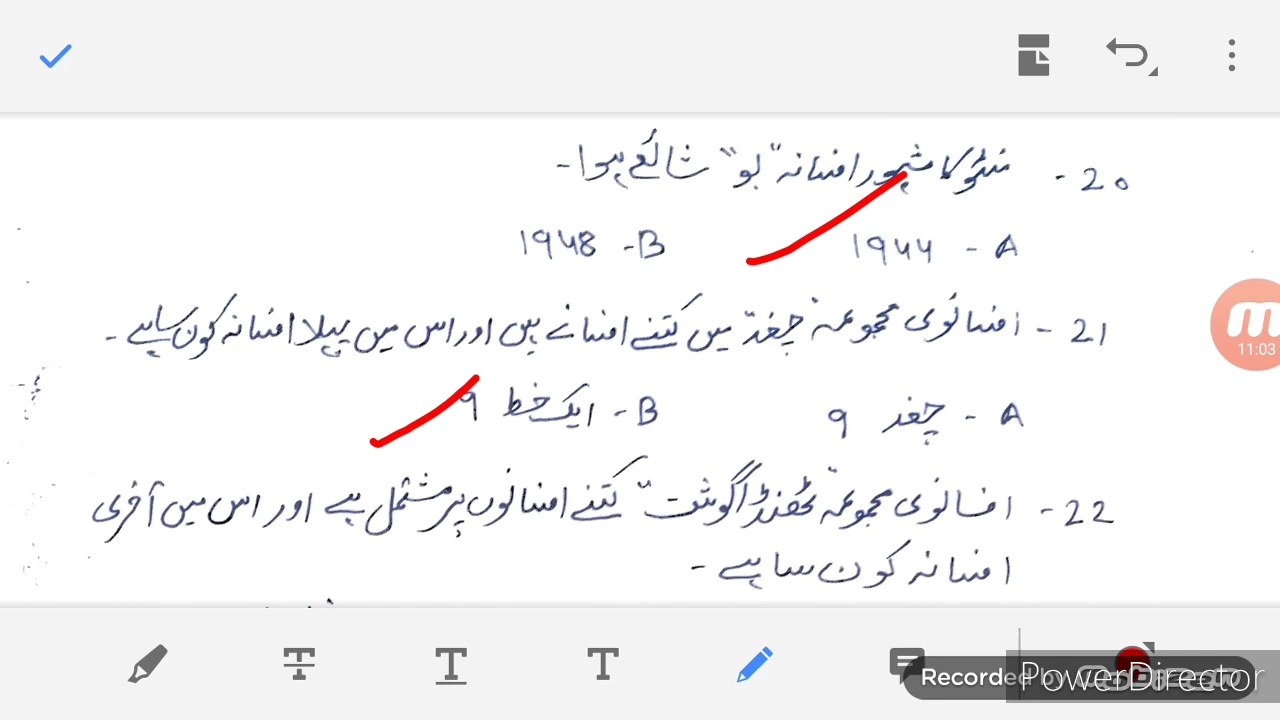 20- منٹو کا مشہور افسانہ "بو" شائع ہوا-
A - 1944 B - 1948
21 - افسانوی مجموعہ "چغد" میں کتنے افسانے ہیں اور اس میں پہلا افسانہ کون سا ہے-
A - چغد 9 B - ایک خط 9
22 - افسانوی مجموعہ "ٹھنڈا گوشت" کتنے افسانوں پر مشتمل ہے اور اس میں آخری
افسانہ کون سا ہے-
11:03
T T T
Recorded by
PowerDirector